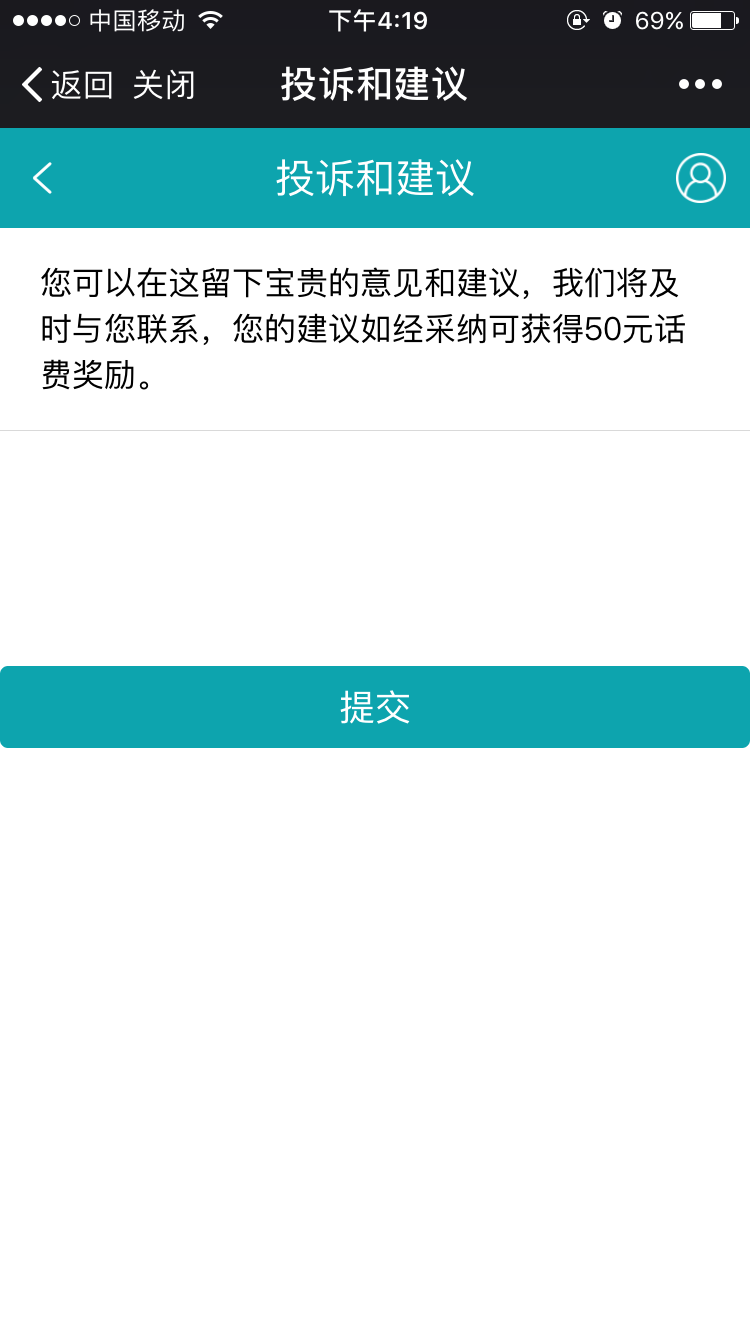 中国移动 下午4:19 69%
返回 关闭 投诉和建议
投诉和建议
您可以在这留下宝贵的意见和建议，我们将及
时与您联系，您的建议如经采纳可获得50元话
费奖励。
提交